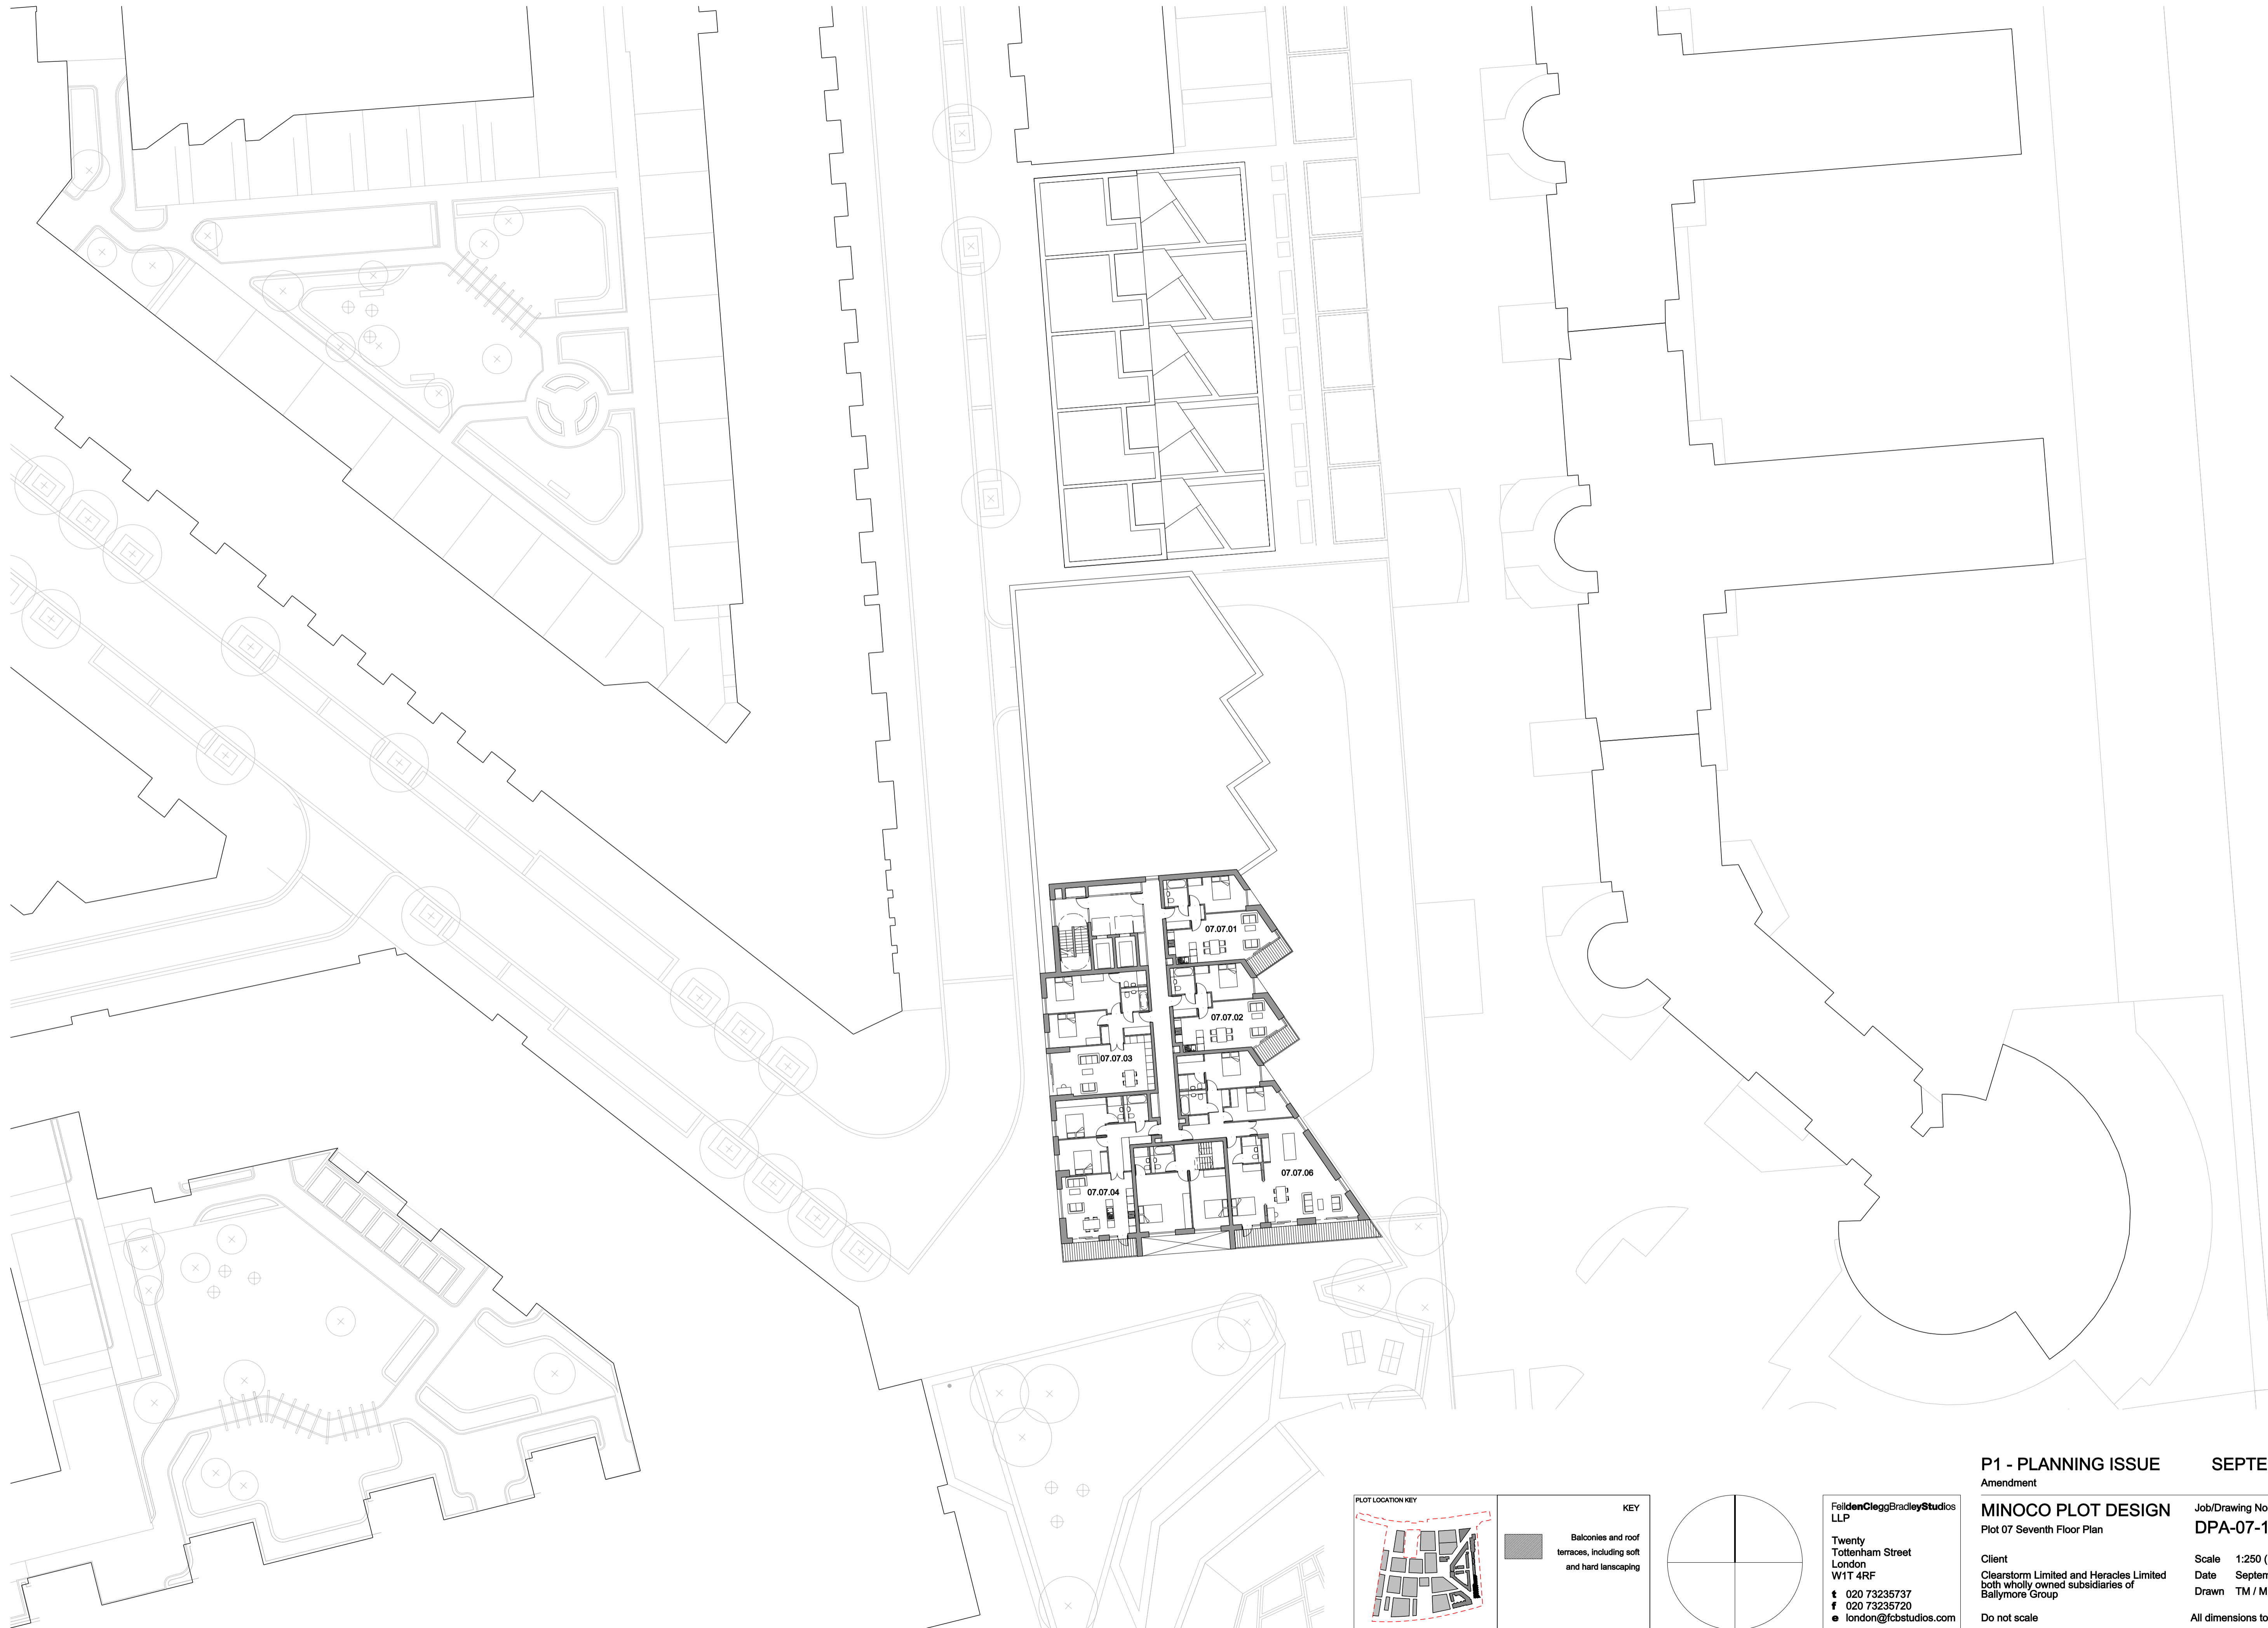 07.07.01
07.07.02
07.07.03
07.07.04
07.07.06
PLOT LOCATION KEY
KEY
Balconies and roof
terraces, including soft
and hard lanscaping
FeildenCleggBradleyStudios
LLP
Twenty
Tottenham Street
London
W1T 4RF
t 020 73235737
f 020 73235720
e london@fcbstudios.com
P1 - PLANNING ISSUE
Amendment
MINOCO PLOT DESIGN
Plot 07 Seventh Floor Plan
Client
Clearstorm Limited and Heracles Limited
both wholly owned subsidiaries of
Ballymore Group
Do not scale
SEPTE
Job/Drawing No
DPA-07-1
Scale 1:250 (
Date Septem
Drawn TM / M
All dimensions to